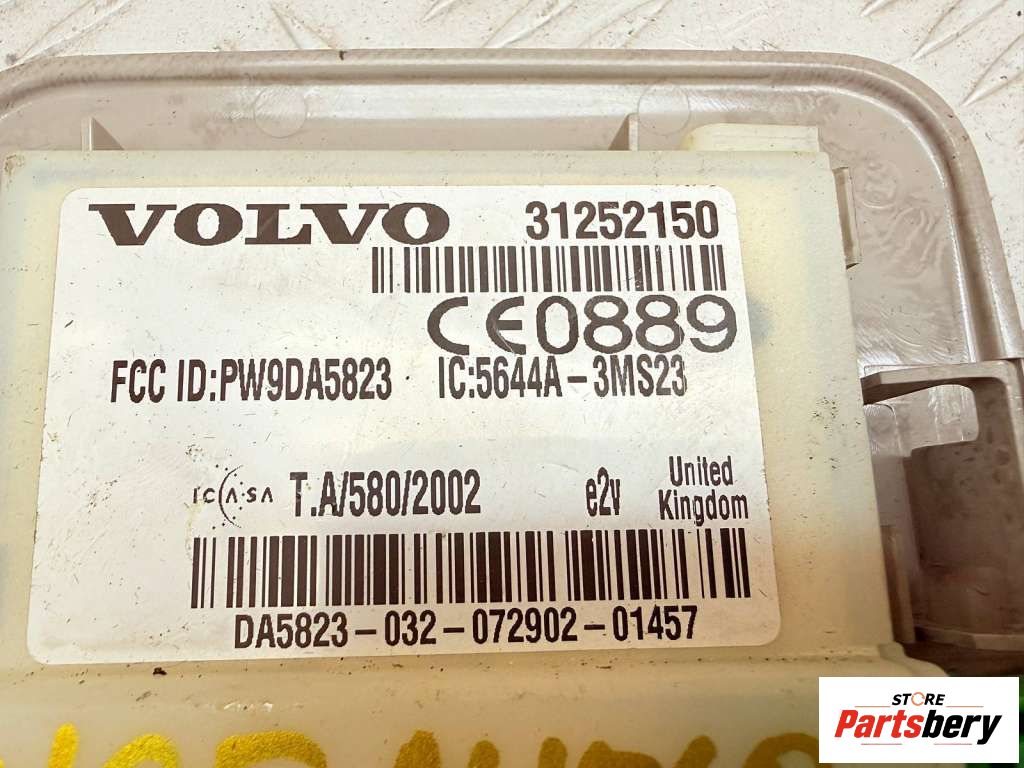 VOLVO 31252150
CE0889
FCC ID:PW9DA5823 IC:5644A-3MS23
ICASA T.A/580/2002 e2v United Kingdom
DA5823-032-072902-01457
STORE
Partsbery